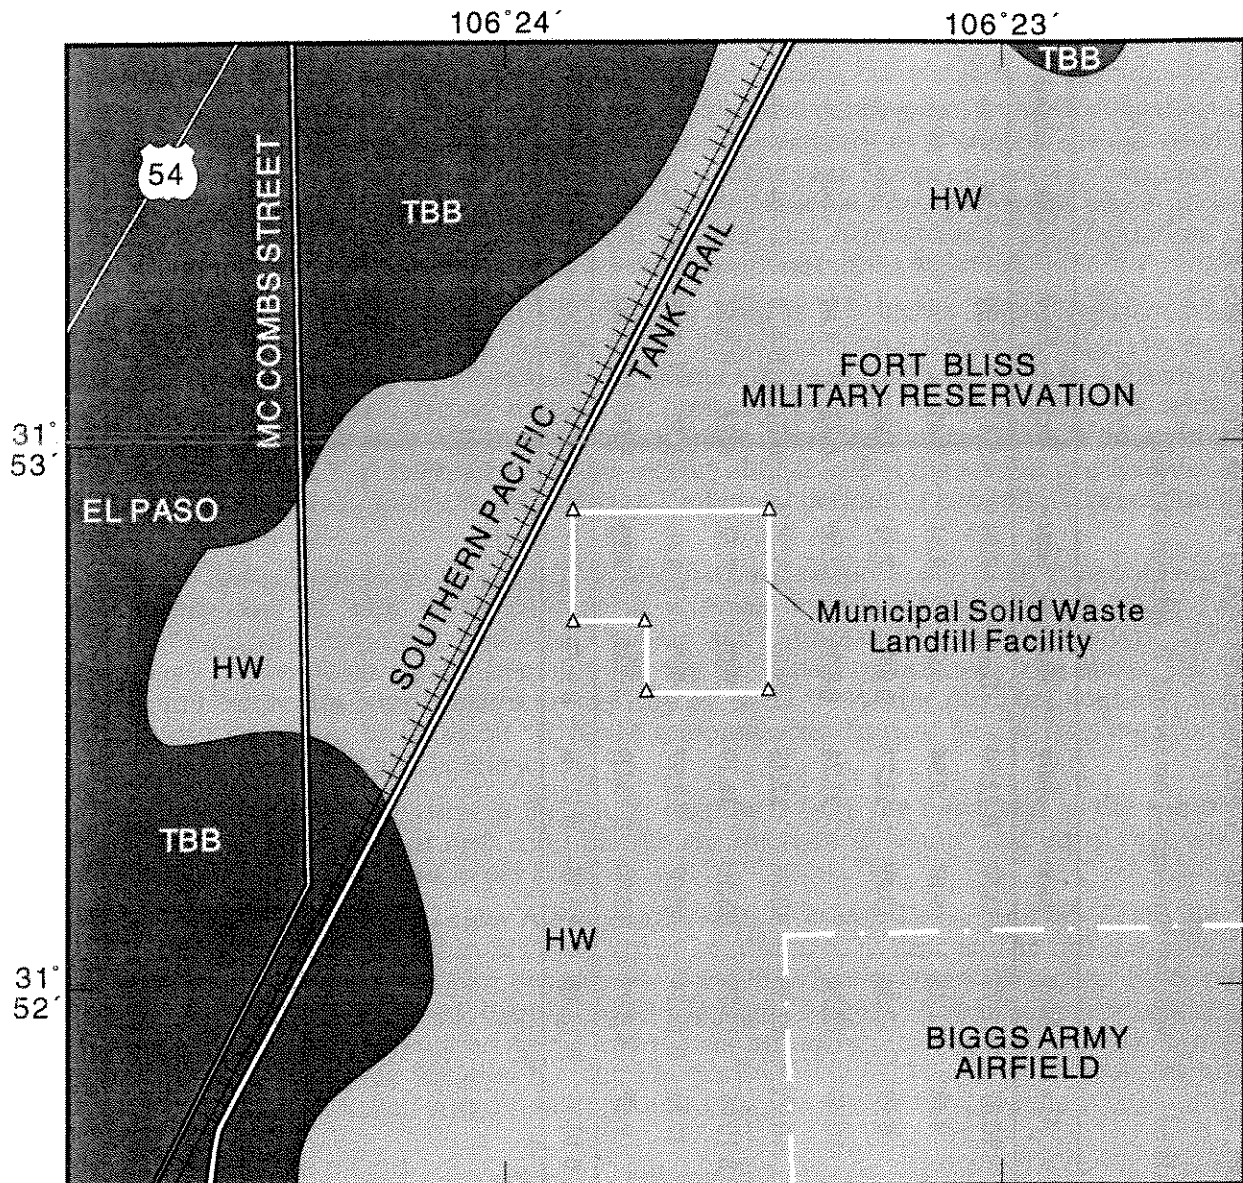 106°24´
106°23´
TBB
54
MC COMBS STREET
TBB
HW
TANK TRAIL
FORT BLISS
MILITARY RESERVATION
31°
53´
SOUTHERN PACIFIC
EL PASO
Municipal Solid Waste
Landfill Facility
HW
TBB
HW
31°
52´
BIGGS ARMY
AIRFIELD